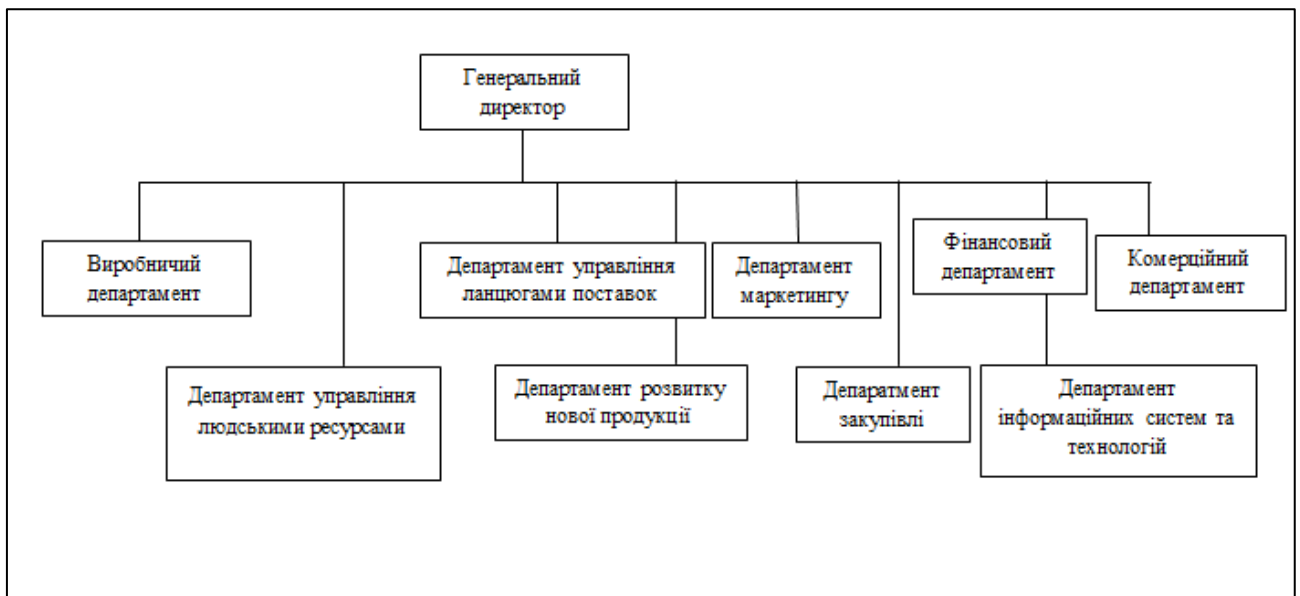 Генеральний
директор
Виробничий
департамент
Департамент управління
ланцюгами поставок
Департамент
маркетингу
Фінансовий
департамент
Комерційний
департамент
Департамент управління
людськими ресурсами
Департамент розвитку
нової продукції
Депаратмент
закупівлі
Департамент
інформаційних систем та
технологій